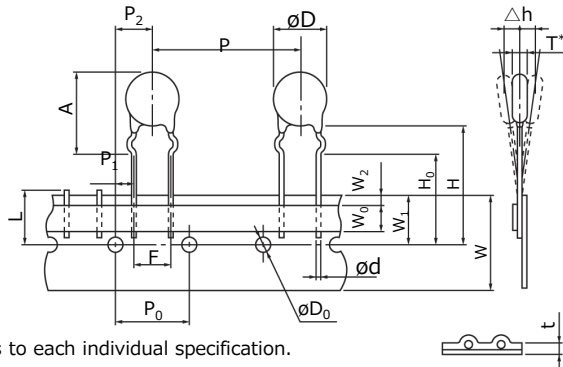 P2
P
øD
△h
T*
A
P1
W2
H0
H
L
W0
W1
W
F
ød
P0
øD0
t
s to each individual specification.